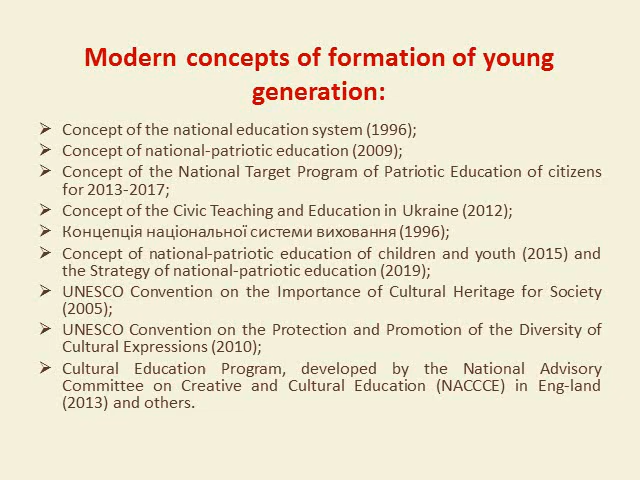 Modern concepts of formation of young
generation:
➢ Concept of the national education system (1996);
➢ Concept of national-patriotic education (2009);
➢ Concept of the National Target Program of Patriotic Education of citizens
for 2013-2017;
➢ Concept of the Civic Teaching and Education in Ukraine (2012);
➢ Концепція національної системи виховання (1996);
➢ Concept of national-patriotic education of children and youth (2015) and
the Strategy of national-patriotic education (2019);
➢ UNESCO Convention on the Importance of Cultural Heritage for Society
(2005);
➢ UNESCO Convention on the Protection and Promotion of the Diversity of
Cultural Expressions (2010);
➢ Cultural Education Program, developed by the National Advisory
Committee on Creative and Cultural Education (NACCCE) in Eng-land
(2013) and others.